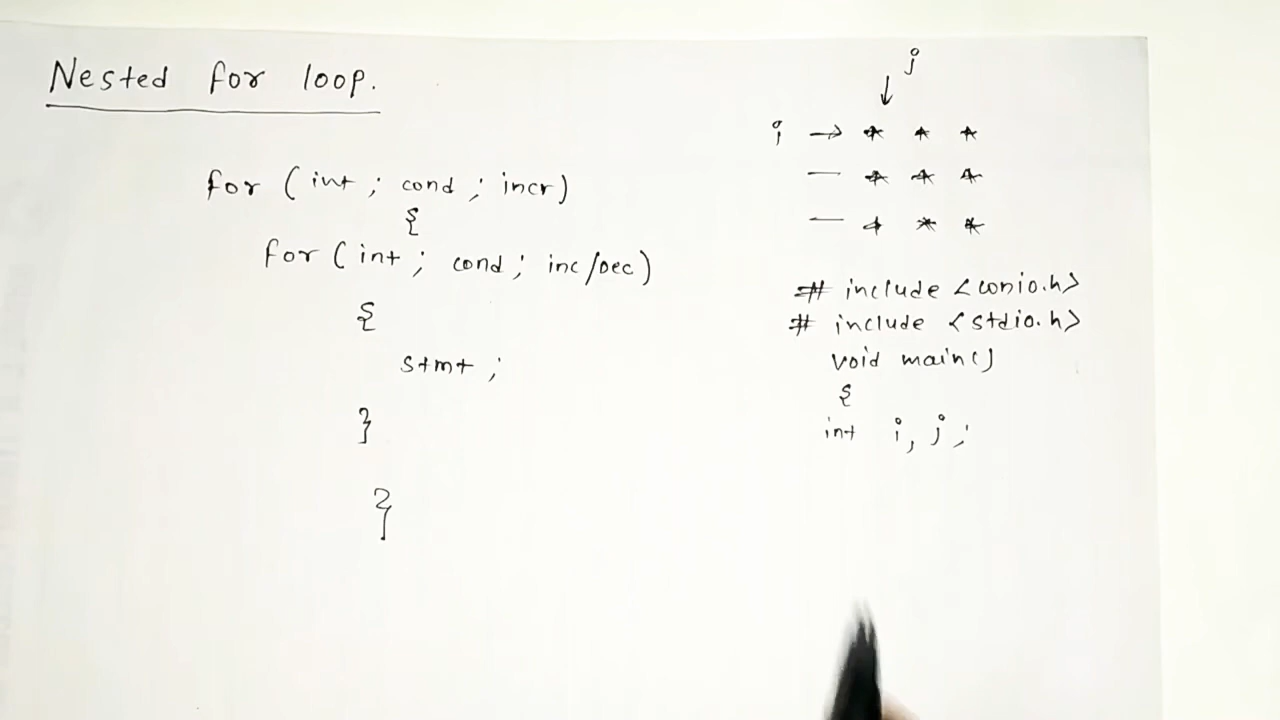 Nested for loop.
for ( int ; cond ; incr)
{
for ( int ; cond ; inc/Dec)
{
stmt ;
}
}
j
↓
i → * * *
— * * *
— * * *
# include <conio.h>
# include <stdio.h>
void main()
{
int i, j ;